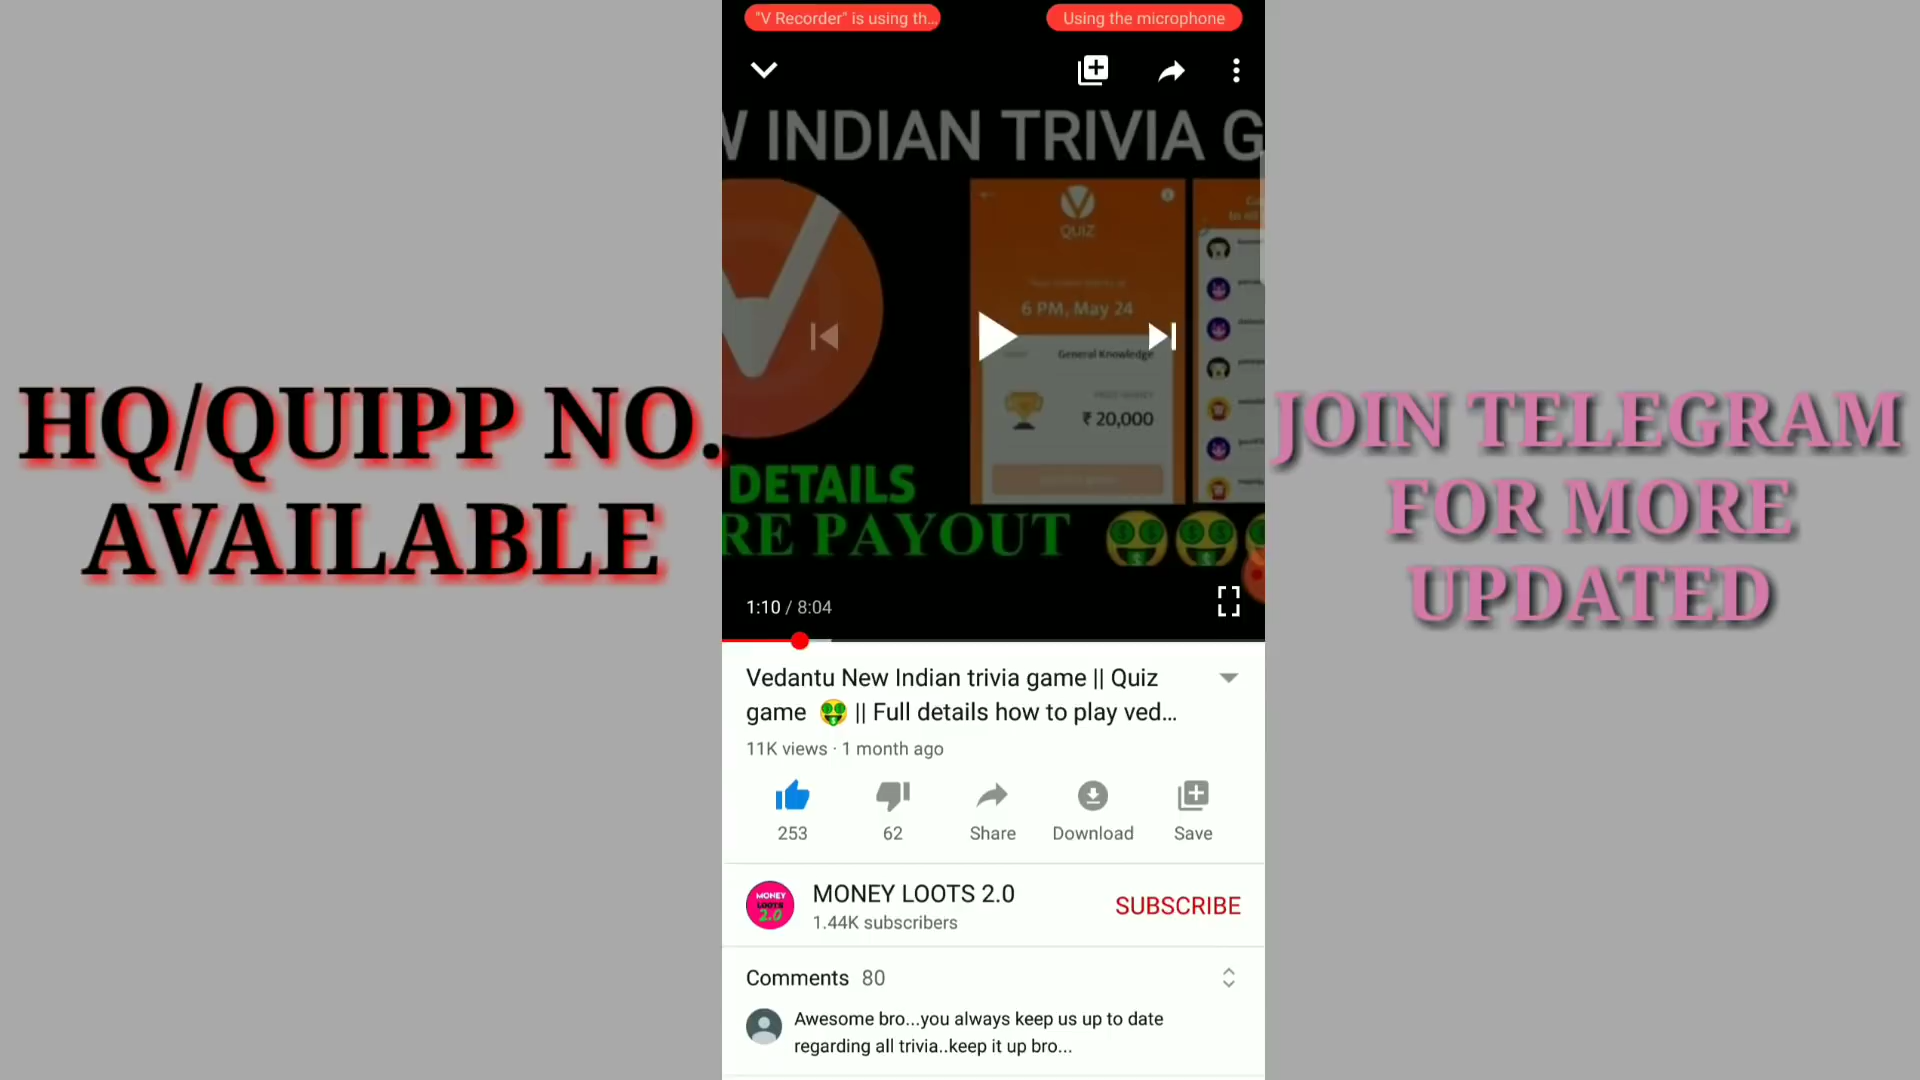 "V Recorder" is using th...
Using the microphone
W INDIAN TRIVIA G
QUIZ
6 PM, May 24
General Knowledge
₹ 20,000
DETAILS
RE PAYOUT
1:10 / 8:04
HQ/QUIPP NO.
AVAILABLE
JOIN TELEGRAM
FOR MORE
UPDATED
Vedantu New Indian trivia game || Quiz
game 🤑 || Full details how to play ved...
11K views · 1 month ago
253
62
Share
Download
Save
MONEY
LOOTS
2.0
MONEY LOOTS 2.0
1.44K subscribers
SUBSCRIBE
Comments 80
Awesome bro...you always keep us up to date
regarding all trivia..keep it up bro...